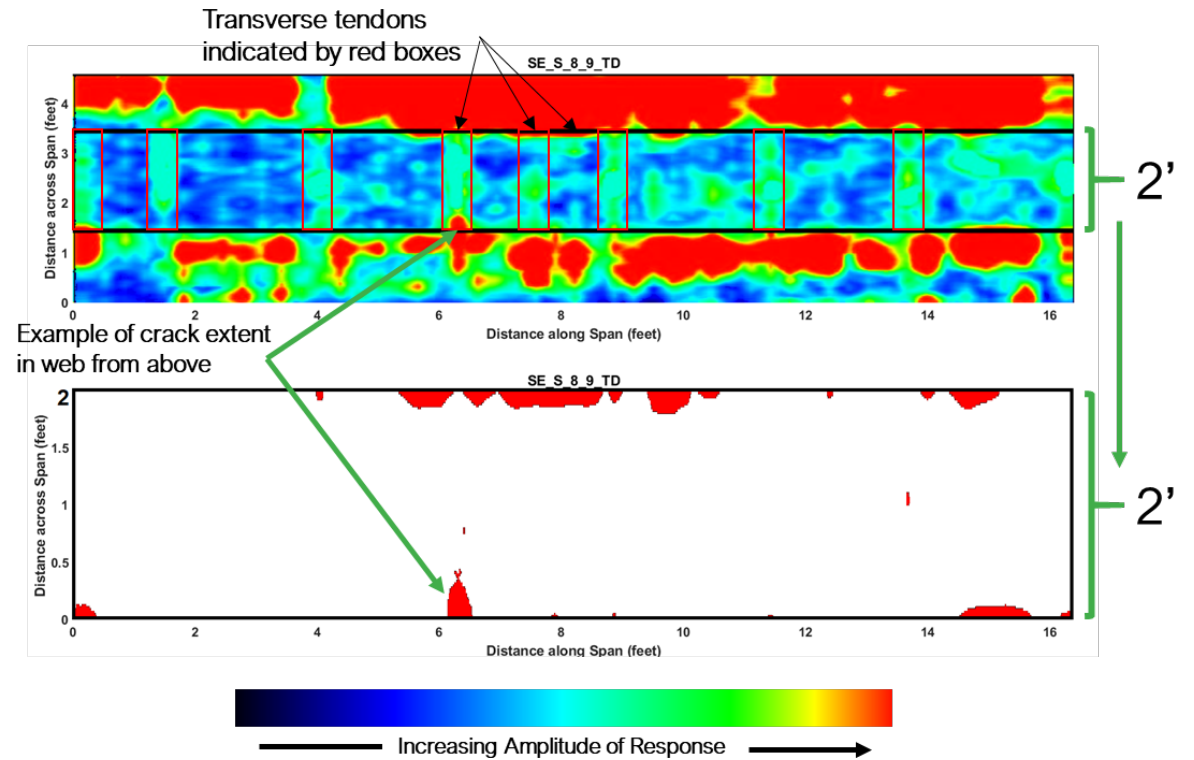 Transverse tendons
indicated by red boxes
SE_S_8_9_TD
Distance across Span (feet)
4
3
2
1
0
0 2 4 6 8 10 12 14 16
Distance along Span (feet)
2'
Example of crack extent
in web from above
SE_S_8_9_TD
Distance across Span (feet)
2
1.5
1
0.5
0
0 2 4 6 8 10 12 14 16
Distance along Span (feet)
2'
Increasing Amplitude of Response